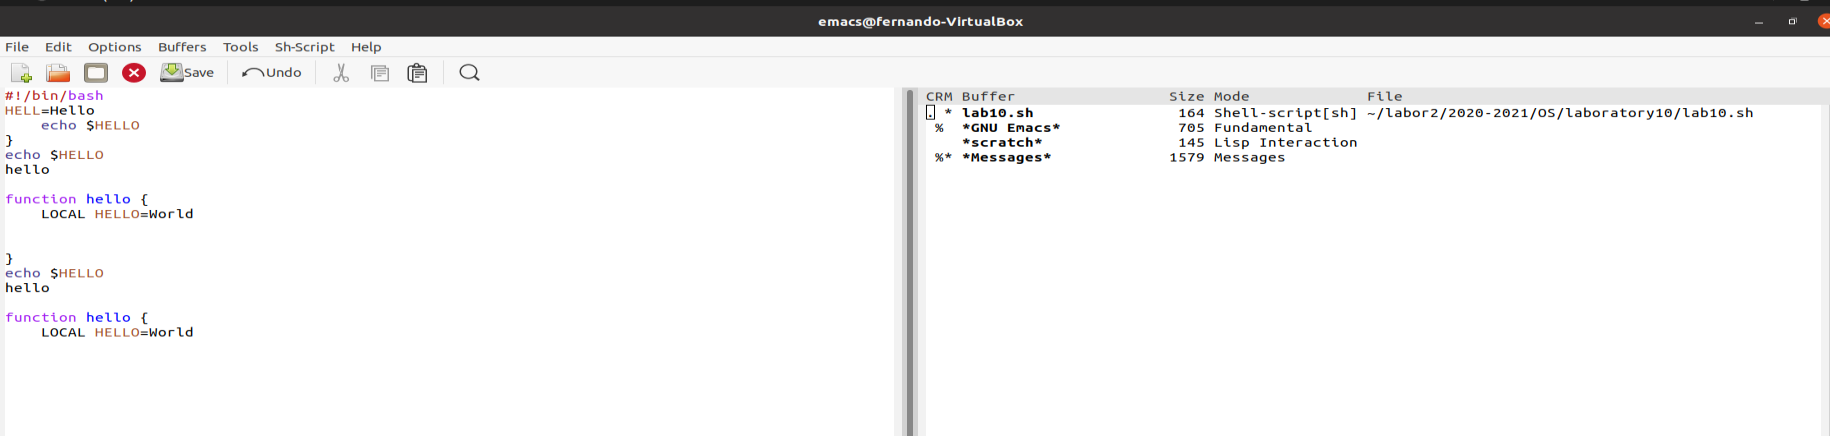 emacs@fernando-VirtualBox
File Edit Options Buffers Tools Sh-Script Help
Save Undo
#!/bin/bash
HELL=Hello
    echo $HELLO
}
echo $HELLO
hello

function hello {
    LOCAL HELLO=World


}
echo $HELLO
hello

function hello {
    LOCAL HELLO=World
CRM Buffer Size Mode File
. * lab10.sh 164 Shell-script[sh] ~/labor2/2020-2021/OS/laboratory10/lab10.sh
% *GNU Emacs* 705 Fundamental
*scratch* 145 Lisp Interaction
%* *Messages* 1579 Messages